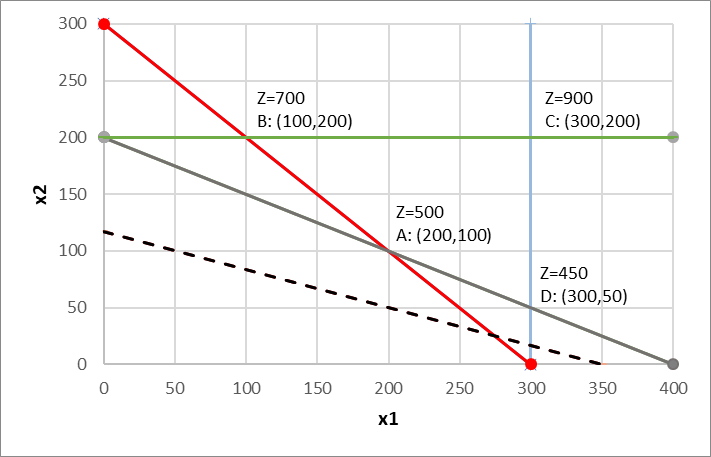 300
250
200
150
100
50
0
x2
Z=700
B: (100,200)
Z=900
C: (300,200)
Z=500
A: (200,100)
Z=450
D: (300,50)
0 50 100 150 200 250 300 350 400
x1